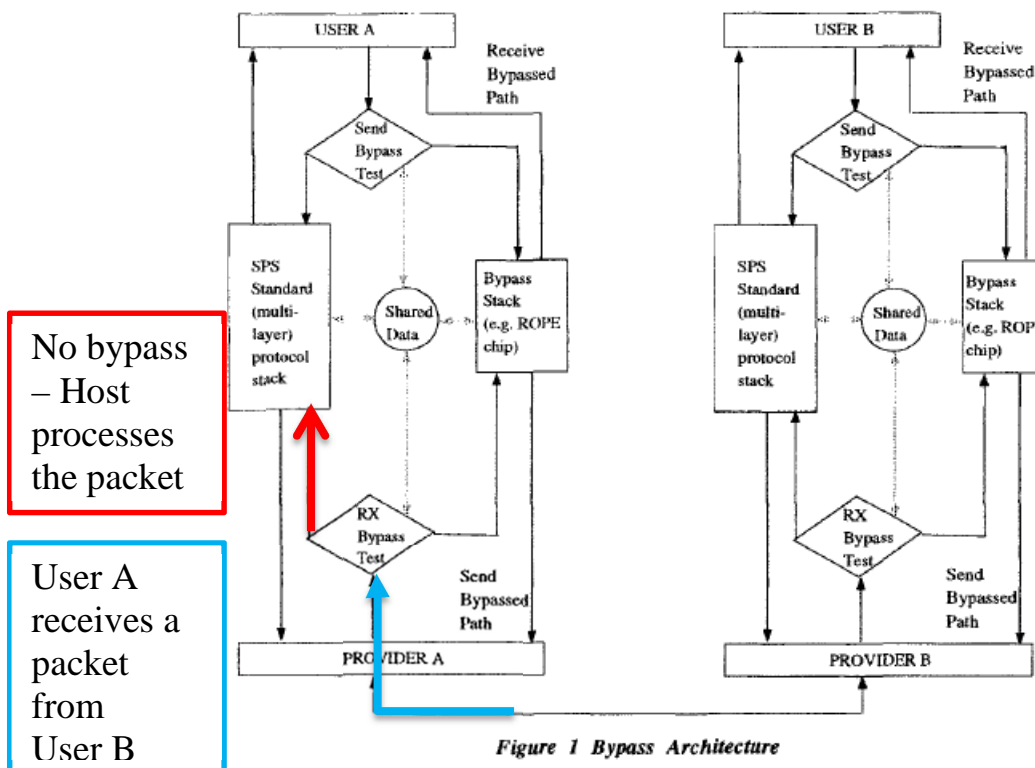 USER A
Receive
Bypassed
Path
Send
Bypass
Test
SPS
Standard
(multi-
layer)
protocol
stack
Shared
Data
Bypass
Stack
(e.g. ROPE
chip)
RX
Bypass
Test
Send
Bypassed
Path
PROVIDER A
USER B
Receive
Bypassed
Path
Send
Bypass
Test
SPS
Standard
(multi-
layer)
protocol
stack
Shared
Data
Bypass
Stack
(e.g. ROP
chip)
RX
Bypass
Test
Send
Bypassed
Path
PROVIDER B
No bypass
– Host
processes
the packet
User A
receives a
packet
from
User B
Figure 1 Bypass Architecture